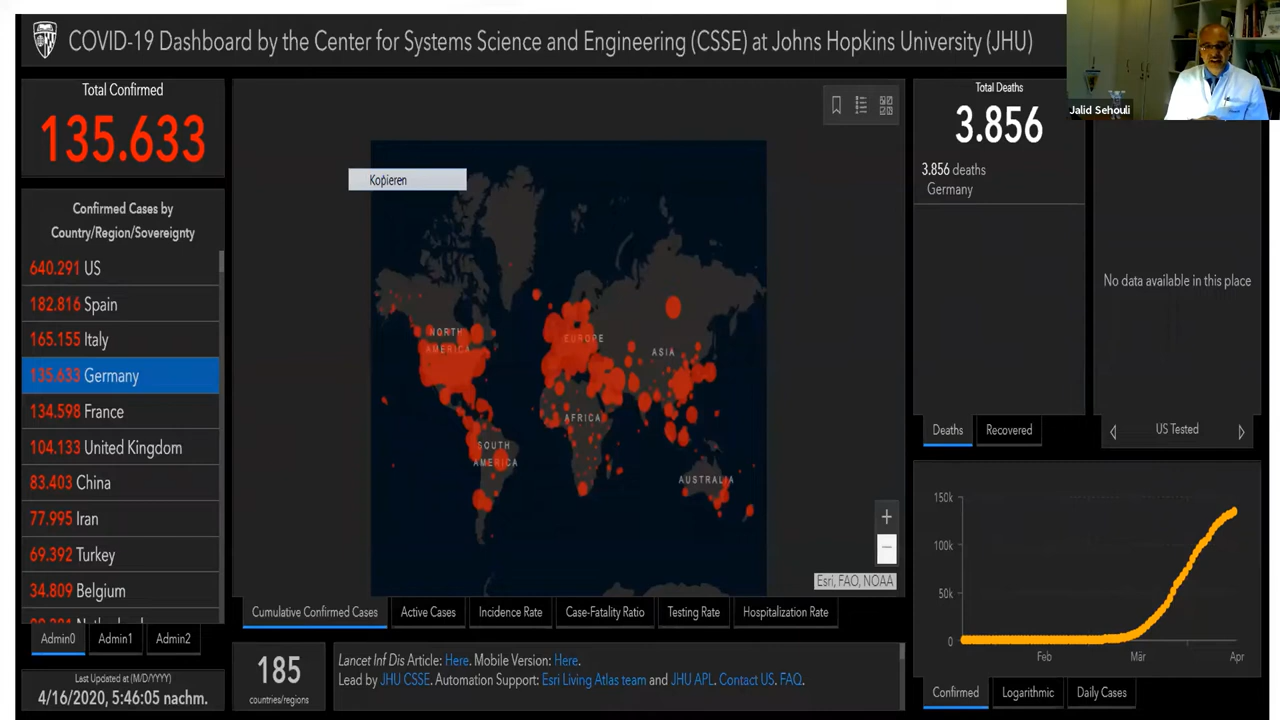 COVID-19 Dashboard by the Center for Systems Science and Engineering (CSSE) at Johns Hopkins University (JHU)
Jalid Sehouli
Total Confirmed
135.633
Confirmed Cases by
Country/Region/Sovereignty
640.291 US
182.816 Spain
165.155 Italy
135.633 Germany
134.598 France
104.133 United Kingdom
83.403 China
77.995 Iran
69.392 Turkey
34.809 Belgium
Admin0
Admin1
Admin2
Last Updated at (M/D/YYYY)
4/16/2020, 5:46:05 nachm.
Kopieren
NORTH
AMERICA
EUROPE
ASIA
AFRICA
SOUTH
AMERICA
AUSTRALIA
+
−
Esri, FAO, NOAA
Cumulative Confirmed Cases
Active Cases
Incidence Rate
Case-Fatality Ratio
Testing Rate
Hospitalization Rate
185
countries/regions
Lancet Inf Dis Article: Here. Mobile Version: Here.
Lead by JHU CSSE. Automation Support: Esri Living Atlas team and JHU APL. Contact US. FAQ.
Total Deaths
3.856
3.856 deaths
Germany
Deaths
Recovered
No data available in this place
US Tested
150k
100k
50k
0
Feb
Mär
Apr
Confirmed
Logarithmic
Daily Cases